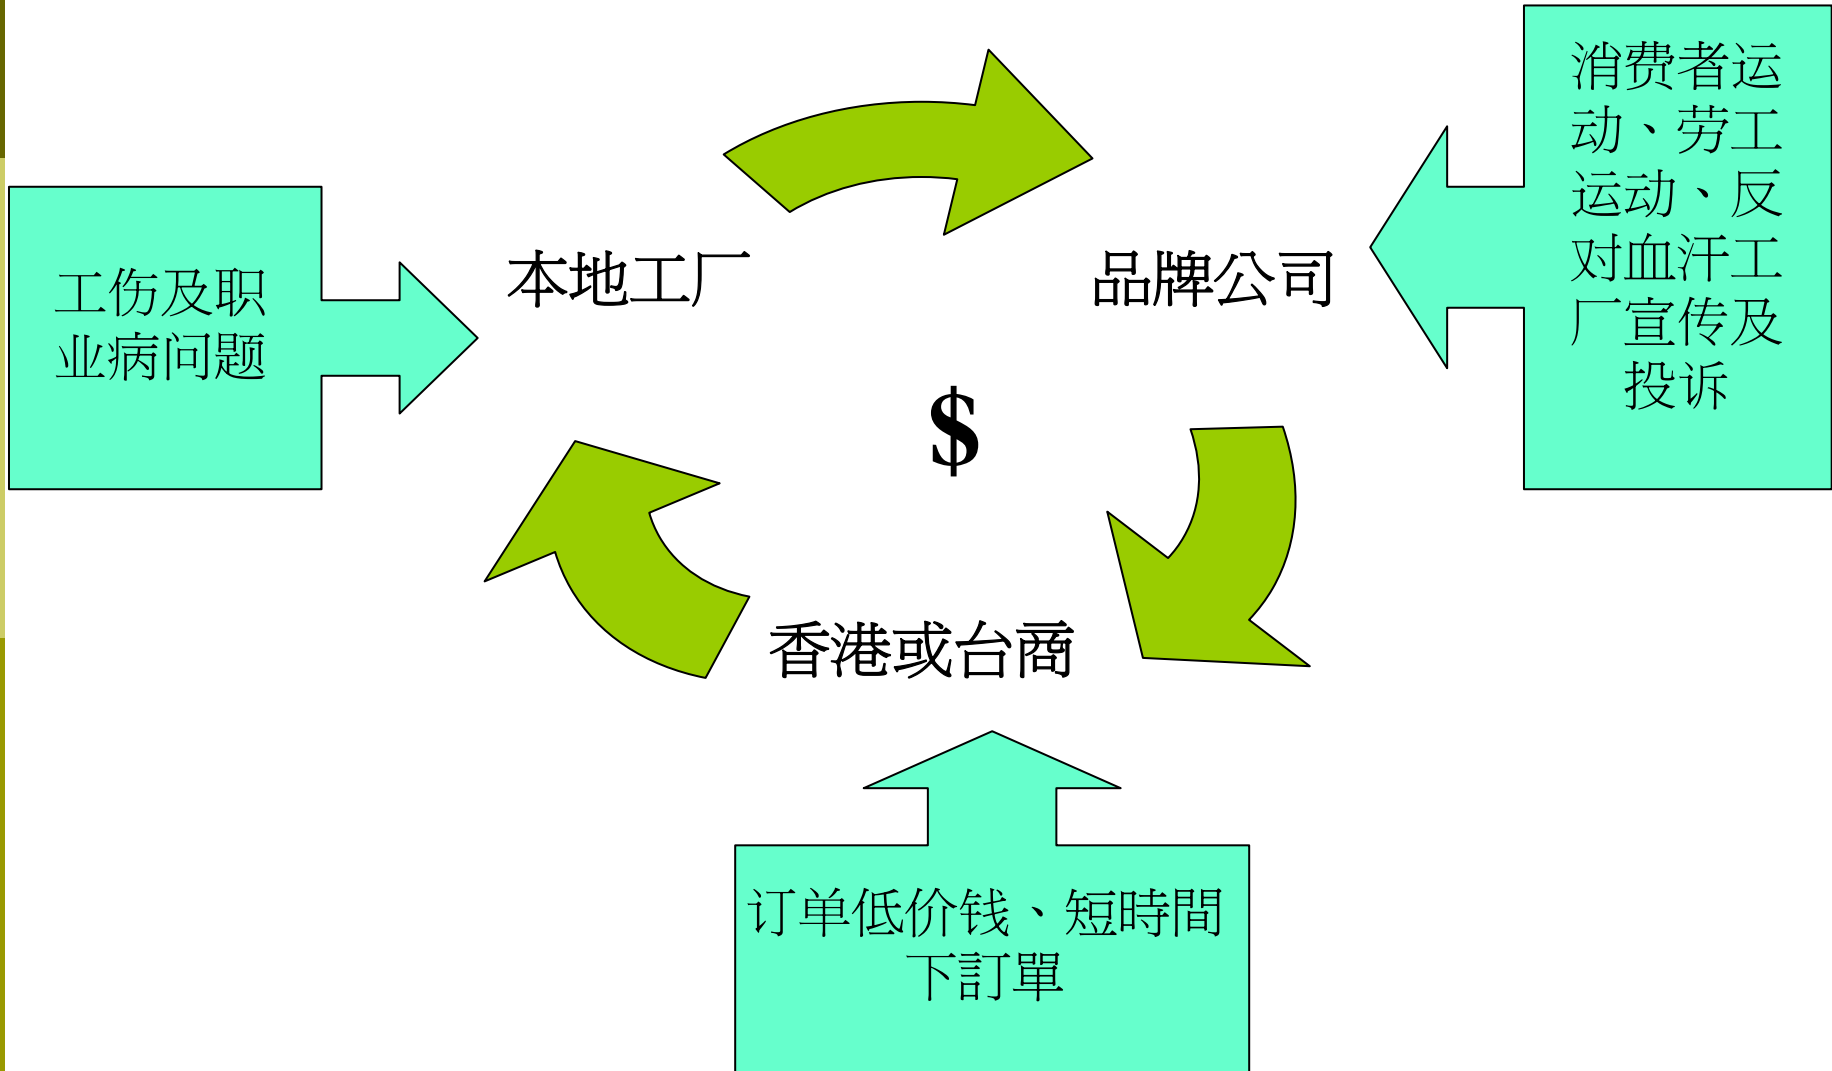 消费者运
动、劳工
运动、反
对血汗工
厂宣传及
投诉
本地工厂
品牌公司
工伤及职
业病问题
$
香港或台商
订单低价钱、短時間
下訂單